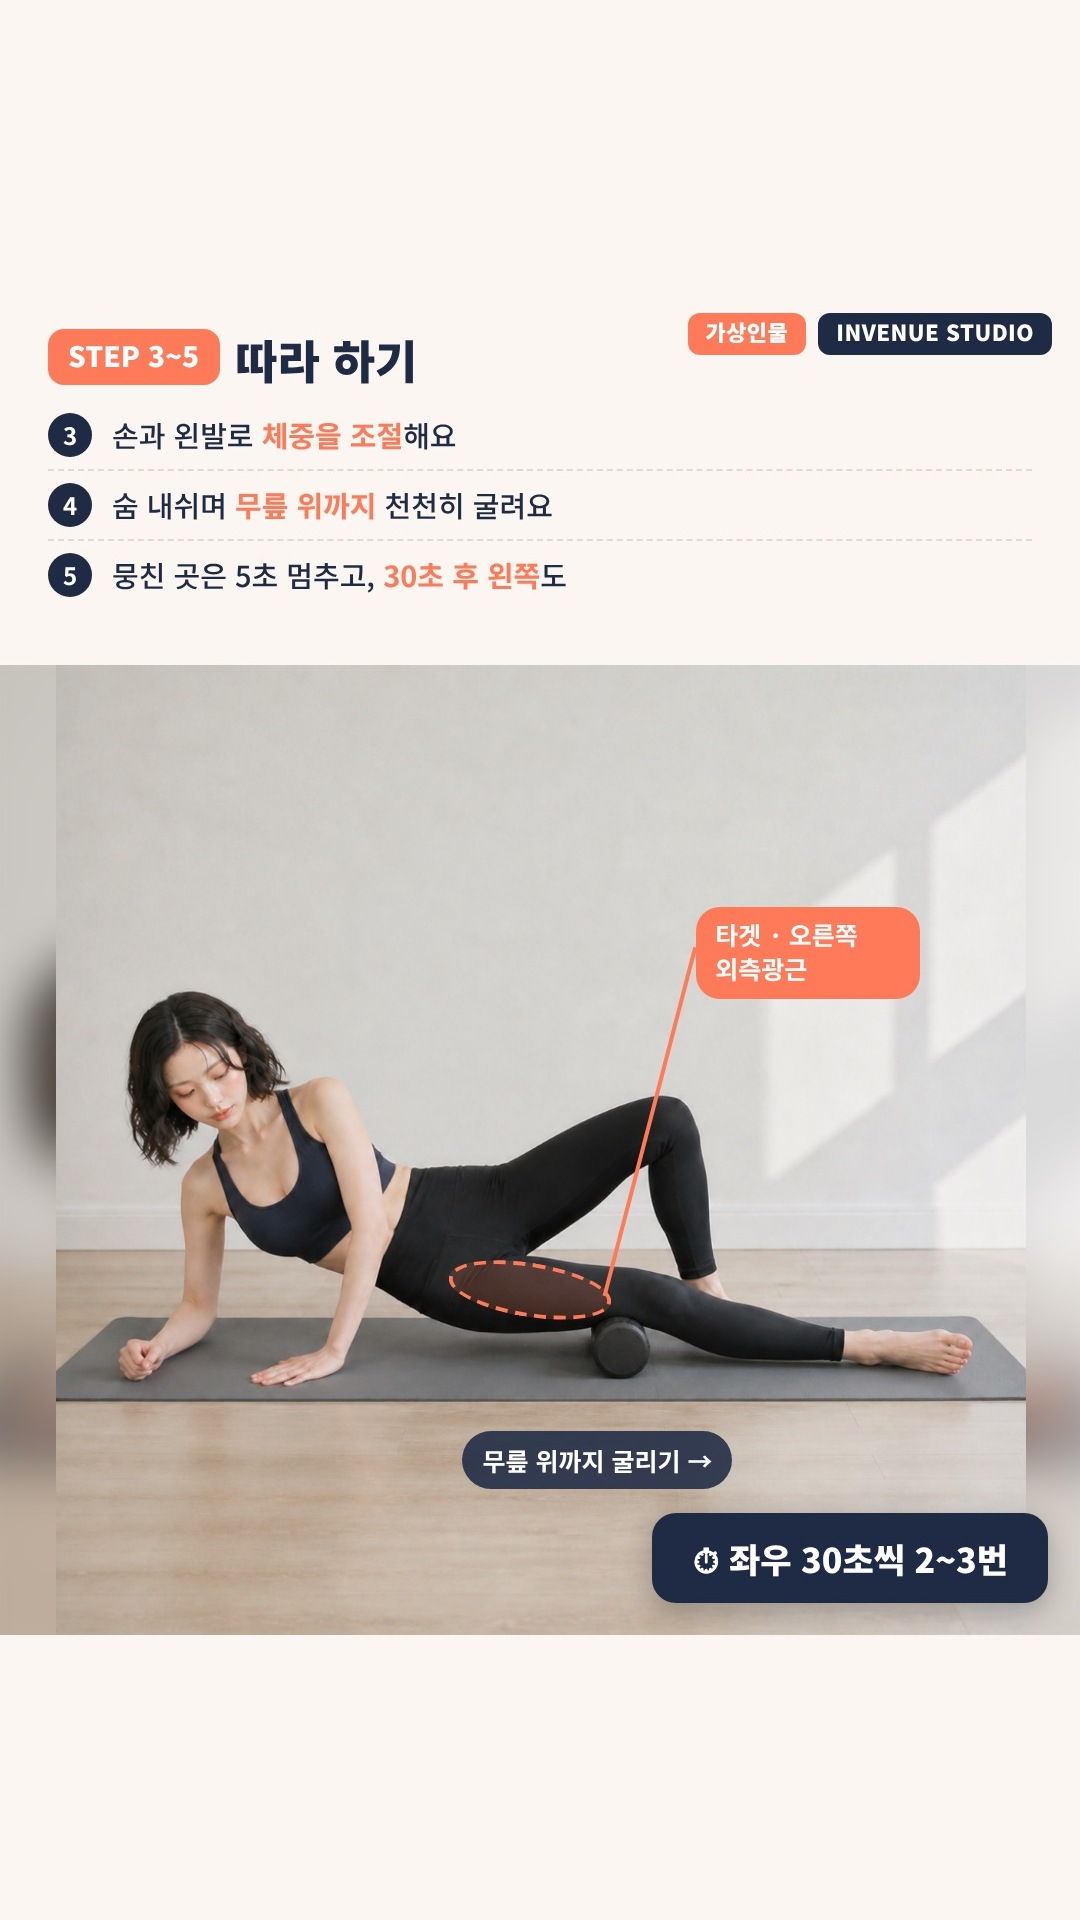 가상인물
INVENUE STUDIO
STEP 3~5 따라 하기
3 손과 왼발로 체중을 조절해요
4 숨 내쉬며 무릎 위까지 천천히 굴려요
5 뭉친 곳은 5초 멈추고, 30초 후 왼쪽도
타겟 · 오른쪽
외측광근
무릎 위까지 굴리기 →
⏱ 좌우 30초씩 2~3번